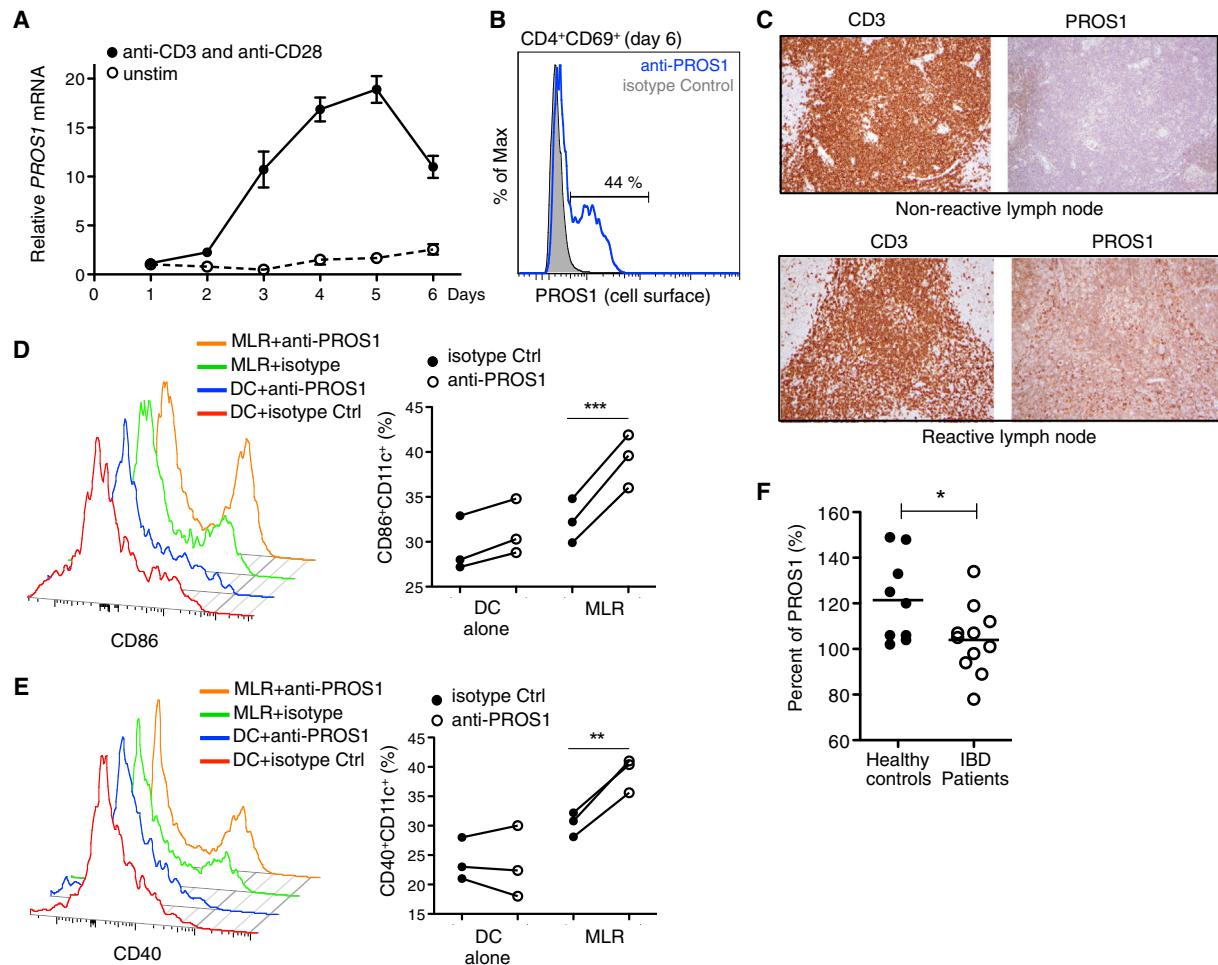 A
anti-CD3 and anti-CD28
unstim
Relative PROS1 mRNA
20
15
10
5
0
0 1 2 3 4 5 6 Days
B
CD4⁺CD69⁺ (day 6)
anti-PROS1
isotype Control
44 %
% of Max
PROS1 (cell surface)
C
CD3 PROS1
Non-reactive lymph node
CD3 PROS1
Reactive lymph node
D
MLR+anti-PROS1
MLR+isotype
DC+anti-PROS1
DC+isotype Ctrl
CD86
isotype Ctrl
anti-PROS1
CD86⁺CD11c⁺ (%)
45
40
35
30
25
***
DC alone
MLR
E
MLR+anti-PROS1
MLR+isotype
DC+anti-PROS1
DC+isotype Ctrl
CD40
isotype Ctrl
anti-PROS1
CD40⁺CD11c⁺ (%)
45
40
35
30
25
20
15
**
DC alone
MLR
F
*
Percent of PROS1 (%)
160
140
120
100
80
60
Healthy controls
IBD Patients